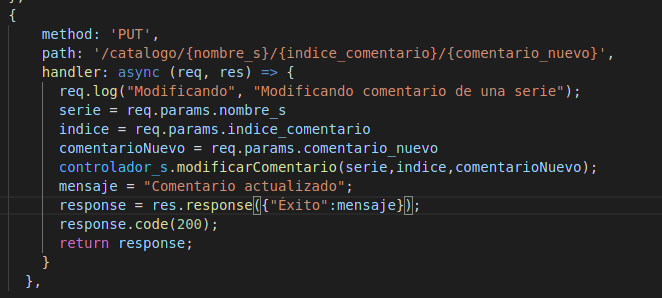 {
method: 'PUT',
path: '/catalogo/{nombre_s}/{indice_comentario}/{comentario_nuevo}',
handler: async (req, res) => {
req.log("Modificando", "Modificando comentario de una serie");
serie = req.params.nombre_s
indice = req.params.indice_comentario
comentarioNuevo = req.params.comentario_nuevo
controlador_s.modificarComentario(serie,indice,comentarioNuevo);
mensaje = "Comentario actualizado";
response = res.response({"Éxito":mensaje});
response.code(200);
return response;
}
},